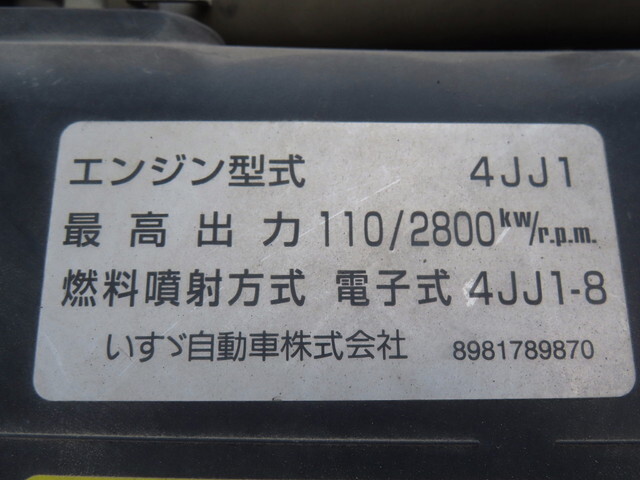 エンジン型式 4JJ1
最高出力 110/2800kw/r.p.m.
燃料噴射方式 電子式 4JJ1-8
いすゞ自動車株式会社 8981789870